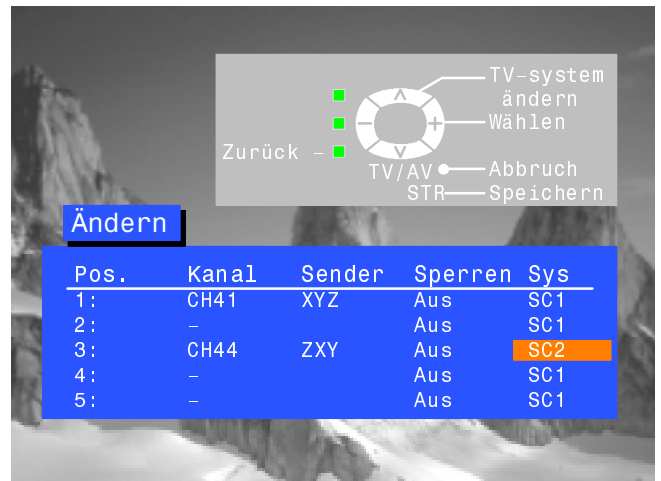 TV-system
ändern
Wählen
Zurück -
TV/AV Abbruch
STR Speichern
Ändern
Pos. Kanal Sender Sperren Sys
1: CH41 XYZ Aus SC1
2: - Aus SC1
3: CH44 ZXY Aus SC2
4: - Aus SC1
5: - Aus SC1